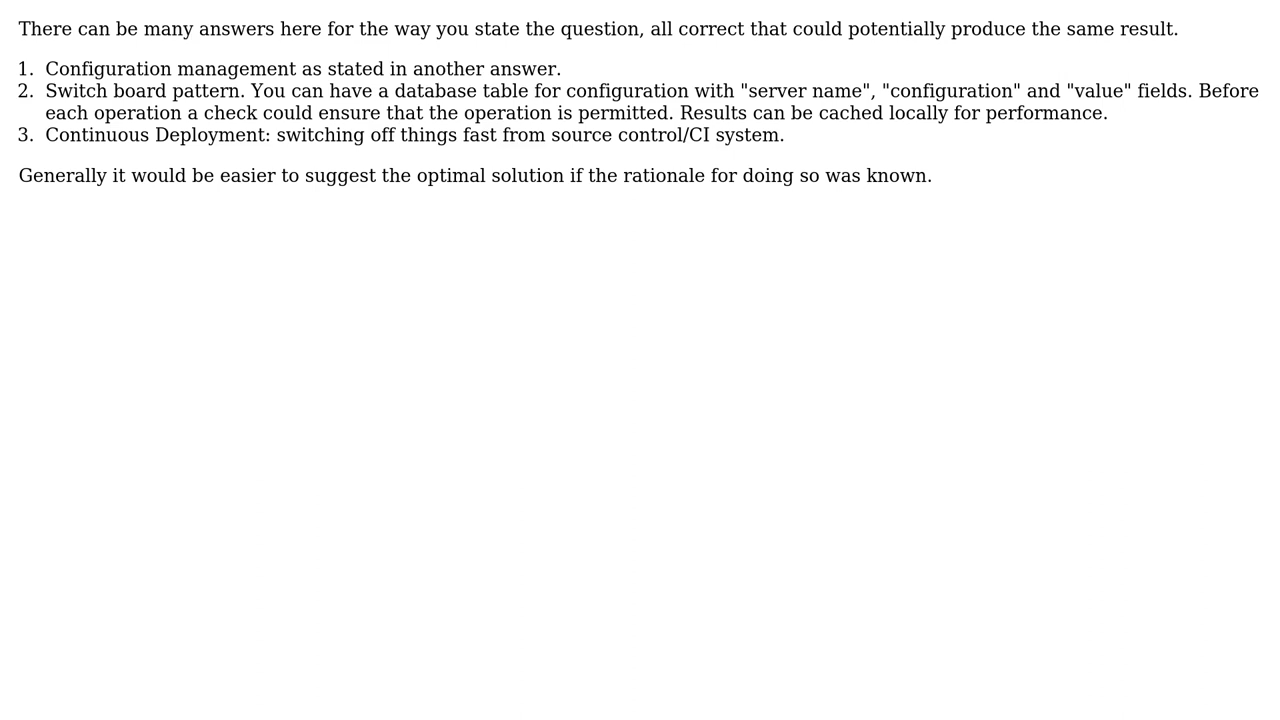 There can be many answers here for the way you state the question, all correct that could potentially produce the same result.
1. Configuration management as stated in another answer.
2. Switch board pattern. You can have a database table for configuration with "server name", "configuration" and "value" fields. Before
each operation a check could ensure that the operation is permitted. Results can be cached locally for performance.
3. Continuous Deployment: switching off things fast from source control/CI system.
Generally it would be easier to suggest the optimal solution if the rationale for doing so was known.